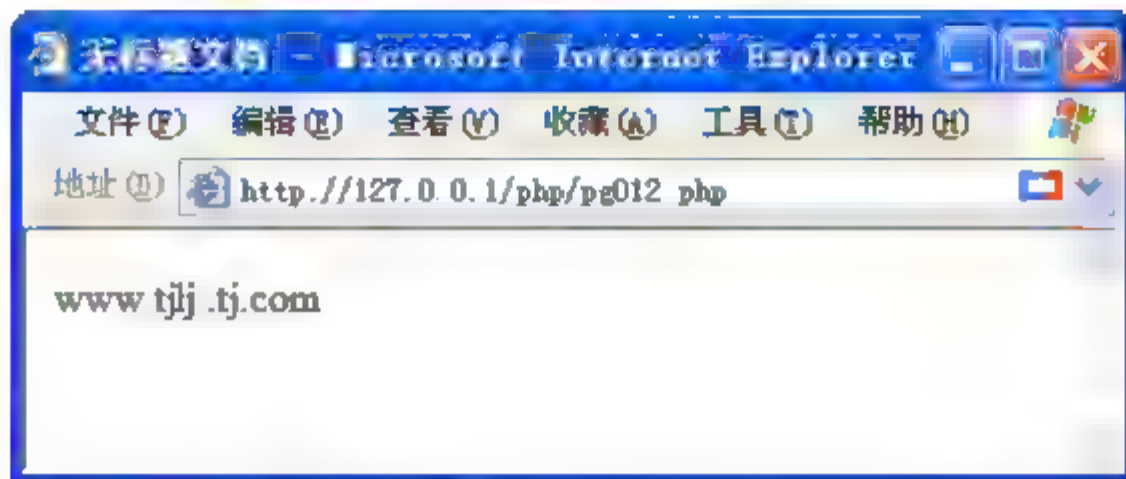 无标题文档 - Microsoft Internet Explorer
文件(F) 编辑(E) 查看(V) 收藏(A) 工具(T) 帮助(H)
地址(D) http://127.0.0.1/php/pg012 php
www tjlj .tj.com